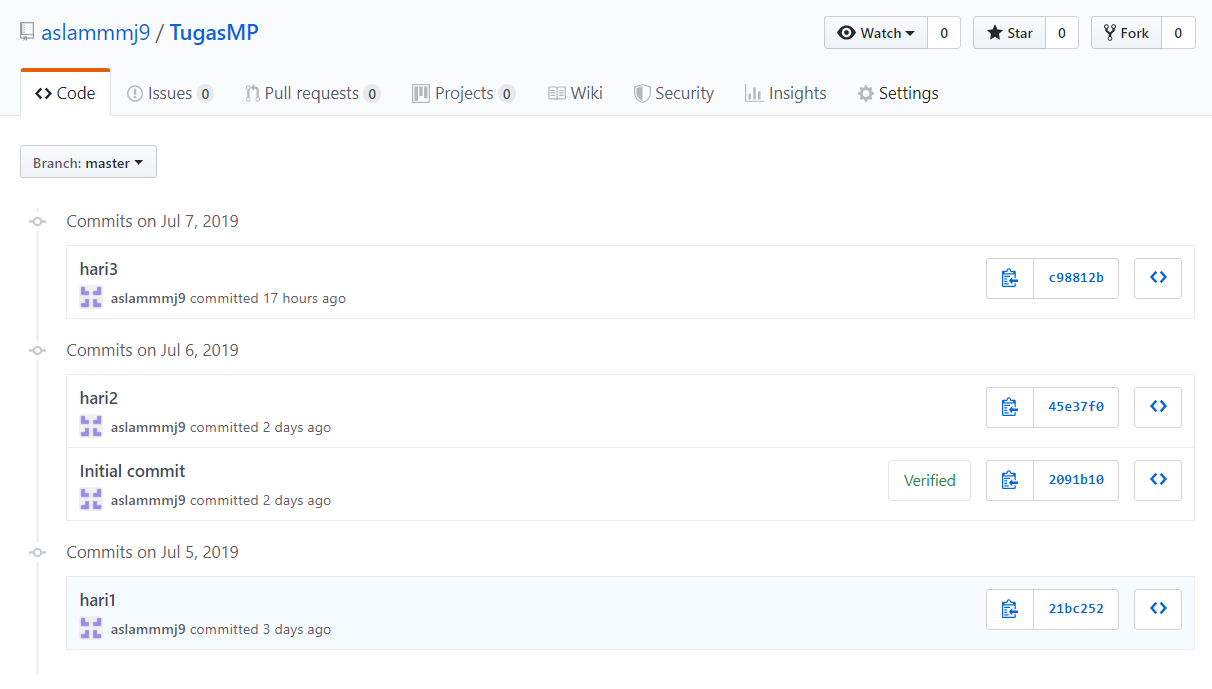 aslammmj9 / TugasMP
Watch 0 Star 0 Fork 0
Code Issues 0 Pull requests 0 Projects 0 Wiki Security Insights Settings
Branch: master
Commits on Jul 7, 2019
hari3
aslammmj9 committed 17 hours ago
c98812b
Commits on Jul 6, 2019
hari2
aslammmj9 committed 2 days ago
45e37f0
Initial commit
aslammmj9 committed 2 days ago
Verified 2091b10
Commits on Jul 5, 2019
hari1
aslammmj9 committed 3 days ago
21bc252